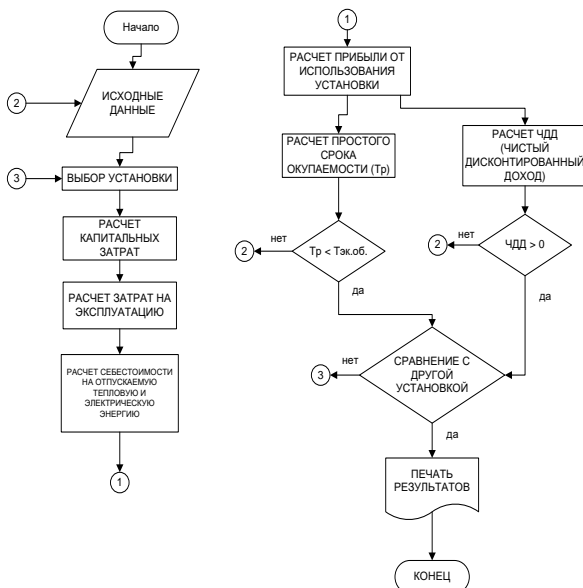 Начало
2
ИСХОДНЫЕ
ДАННЫЕ
3
ВЫБОР УСТАНОВКИ
РАСЧЕТ
КАПИТАЛЬНЫХ
ЗАТРАТ
РАСЧЕТ ЗАТРАТ НА
ЭКСПЛУАТАЦИЮ
РАСЧЕТ СЕБЕСТОИМОСТИ
НА ОТПУСКАЕМУЮ
ТЕПЛОВУЮ И
ЭЛЕКТРИЧЕСКУЮ
ЭНЕРГИЮ
1
1
РАСЧЕТ ПРИБЫЛИ ОТ
ИСПОЛЬЗОВАНИЯ
УСТАНОВКИ
РАСЧЕТ ПРОСТОГО
СРОКА
ОКУПАЕМОСТИ (Тр)
РАСЧЕТ ЧДД
(ЧИСТЫЙ
ДИСКОНТИРОВАННЫЙ
ДОХОД)
2
нет
Тр < Тэк.об.
да
2
нет
ЧДД > 0
да
3
нет
СРАВНЕНИЕ С
ДРУГОЙ
УСТАНОВКОЙ
да
ПЕЧАТЬ
РЕЗУЛЬТАТОВ
КОНЕЦ